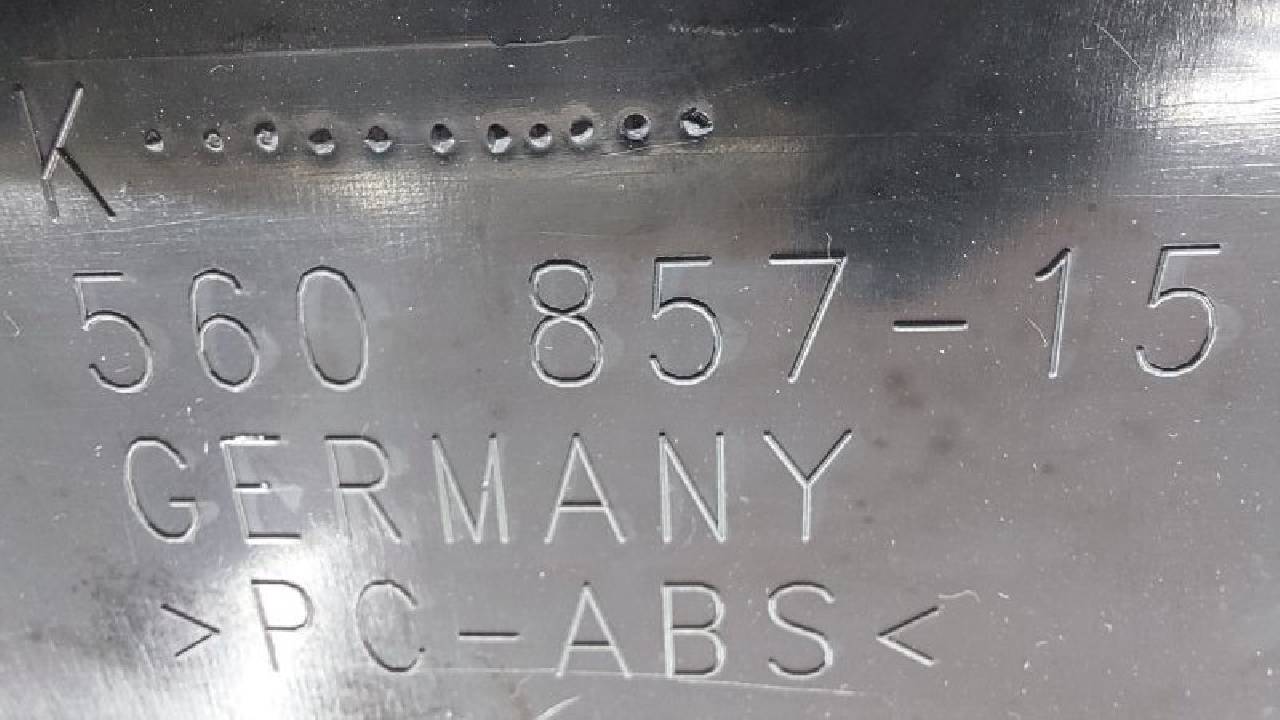 K...........
560 857-15
GERMANY
>PC-ABS<